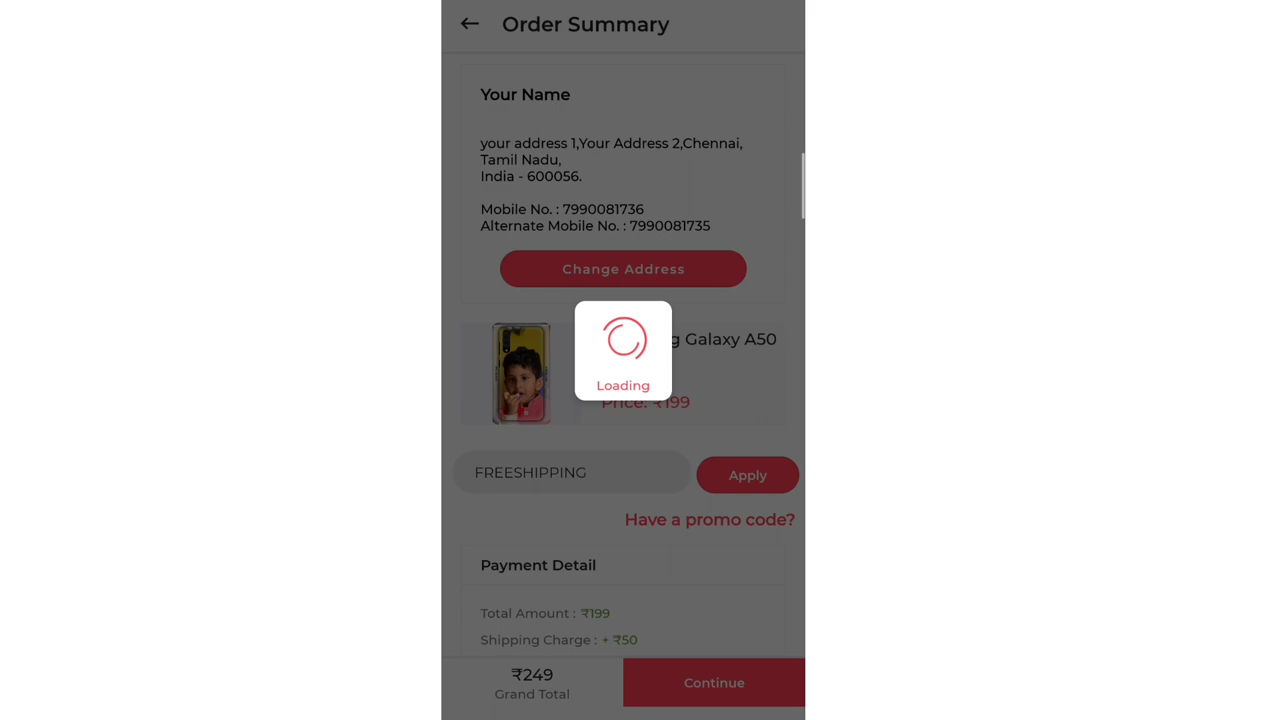 Order Summary
Your Name
your address 1,Your Address 2,Chennai,
Tamil Nadu,
India - 600056.
Mobile No. : 7990081736
Alternate Mobile No. : 7990081735
Change Address
g Galaxy A50
Loading
Price: ₹199
FREESHIPPING
Apply
Have a promo code?
Payment Detail
Total Amount : ₹199
Shipping Charge : + ₹50
₹249
Grand Total
Continue